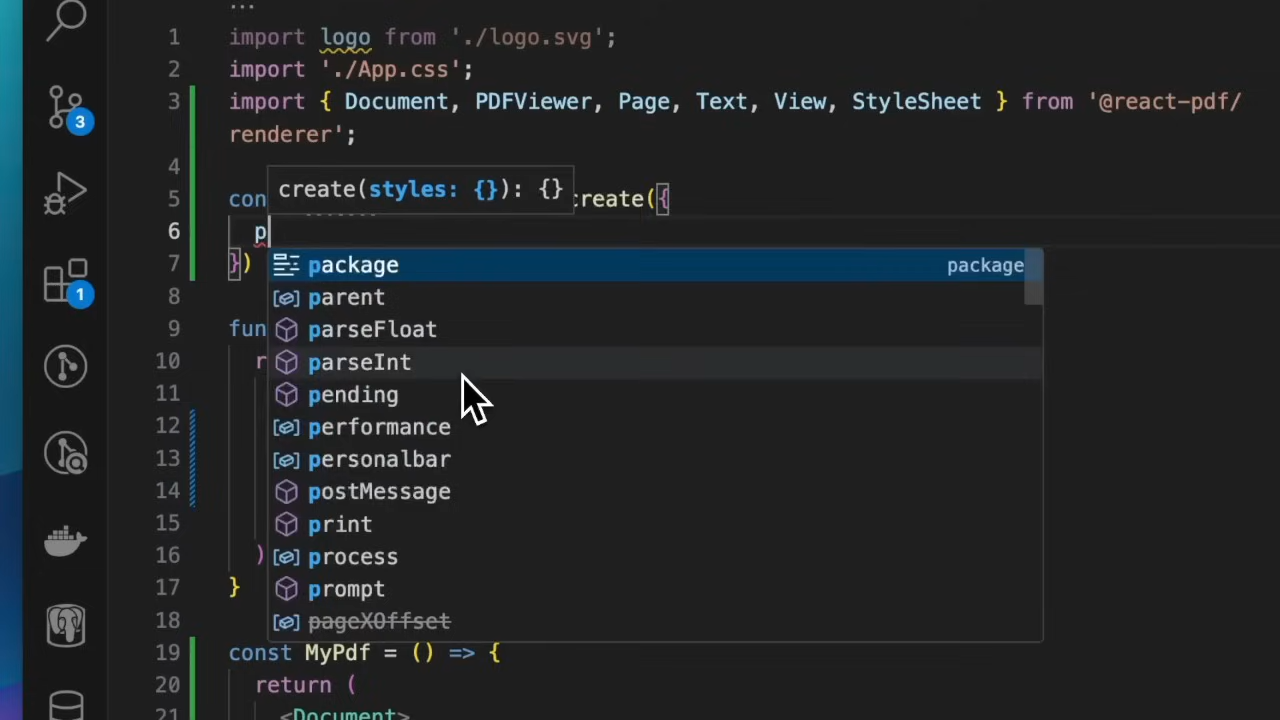 ...
1 import logo from './logo.svg';
2 import './App.css';
3 import { Document, PDFViewer, Page, Text, View, StyleSheet } from '@react-pdf/
renderer';
4
create(styles: {}): {}
5 con create({
6 p
7 })
package package
8 parent
9 fun parseFloat
10 r parseInt
11 pending
12 performance
13 personalbar
14 postMessage
15 print
16 ) process
17 } prompt
18 pageXOffset
19 const MyPdf = () => {
20 return (
21 <Document>
3
1